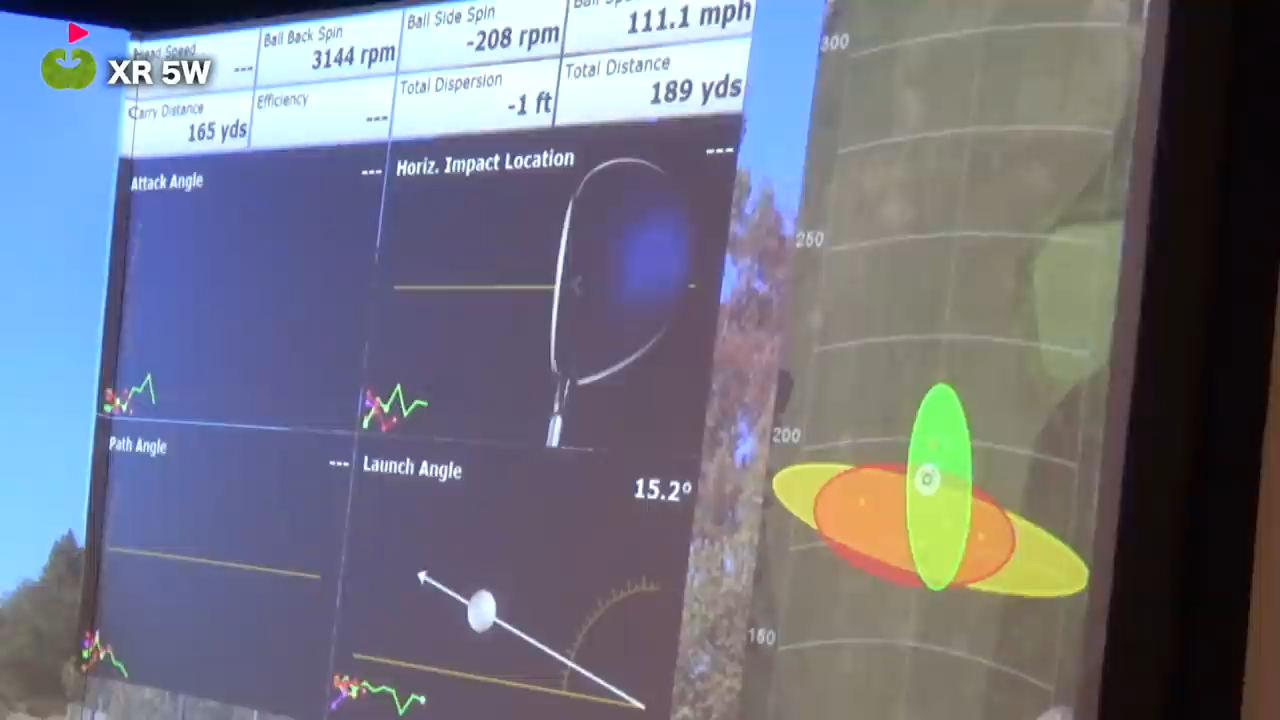 XR 5W
Head Speed
---
Ball Back Spin
3144 rpm
Ball Side Spin
-208 rpm
111.1 mph
Carry Distance
165 yds
Efficiency
---
Total Dispersion
-1 ft
Total Distance
189 yds
Attack Angle
---
Horiz. Impact Location
---
Path Angle
---
Launch Angle
15.2º
300
250
200
150